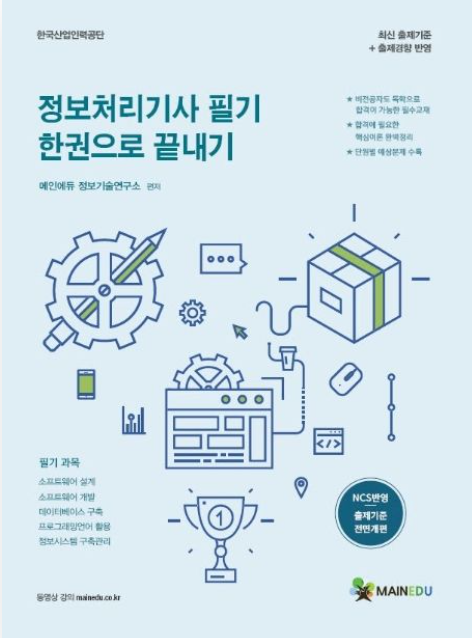 한국산업인력공단
최신 출제기준
+ 출제경향 반영
정보처리기사 필기
한권으로 끝내기
메인에듀 정보기술연구소 편저
★ 비전공자도 독학으로
합격이 가능한 필수교재
★ 합격에 필요한
핵심이론 완벽정리
★ 단원별 예상문제 수록
1
필기 과목
소프트웨어 설계
소프트웨어 개발
데이터베이스 구축
프로그래밍언어 활용
정보시스템 구축관리
NCS반영
출제기준
전면개편
동영상 강의 mainedu.co.kr
MAINEDU